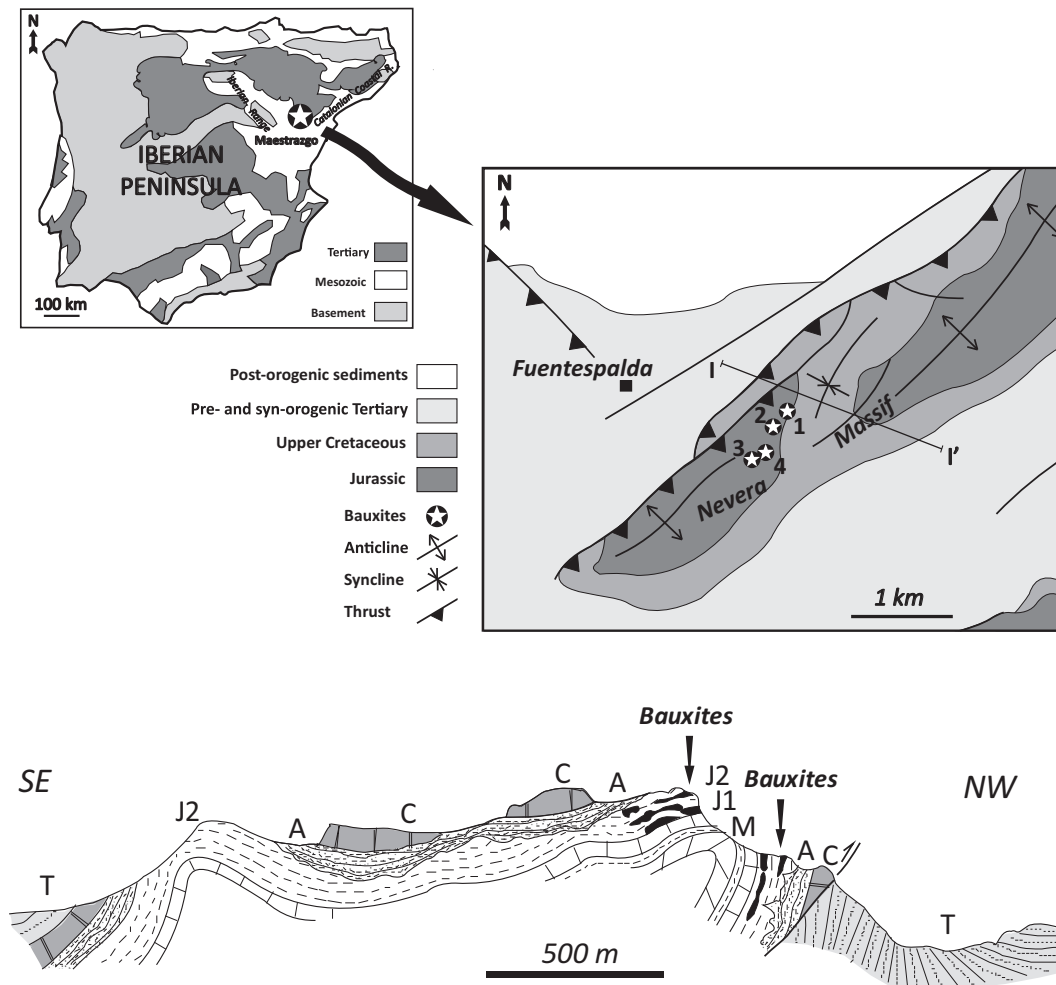 N
Iberian
Range
Catalonian Coastal R.
Maestrazgo
IBERIAN
PENINSULA
Tertiary
Mesozoic
Basement
100 km
N
Fuentespalda
I
I'
1
2
3
4
Massif
Nevera
1 km
Post-orogenic sediments
Pre- and syn-orogenic Tertiary
Upper Cretaceous
Jurassic
Bauxites
Anticline
Syncline
Thrust
Bauxites
SE
C
A
J2
Bauxites
NW
J2
A
C
J1
M
A
C
T
T
500 m